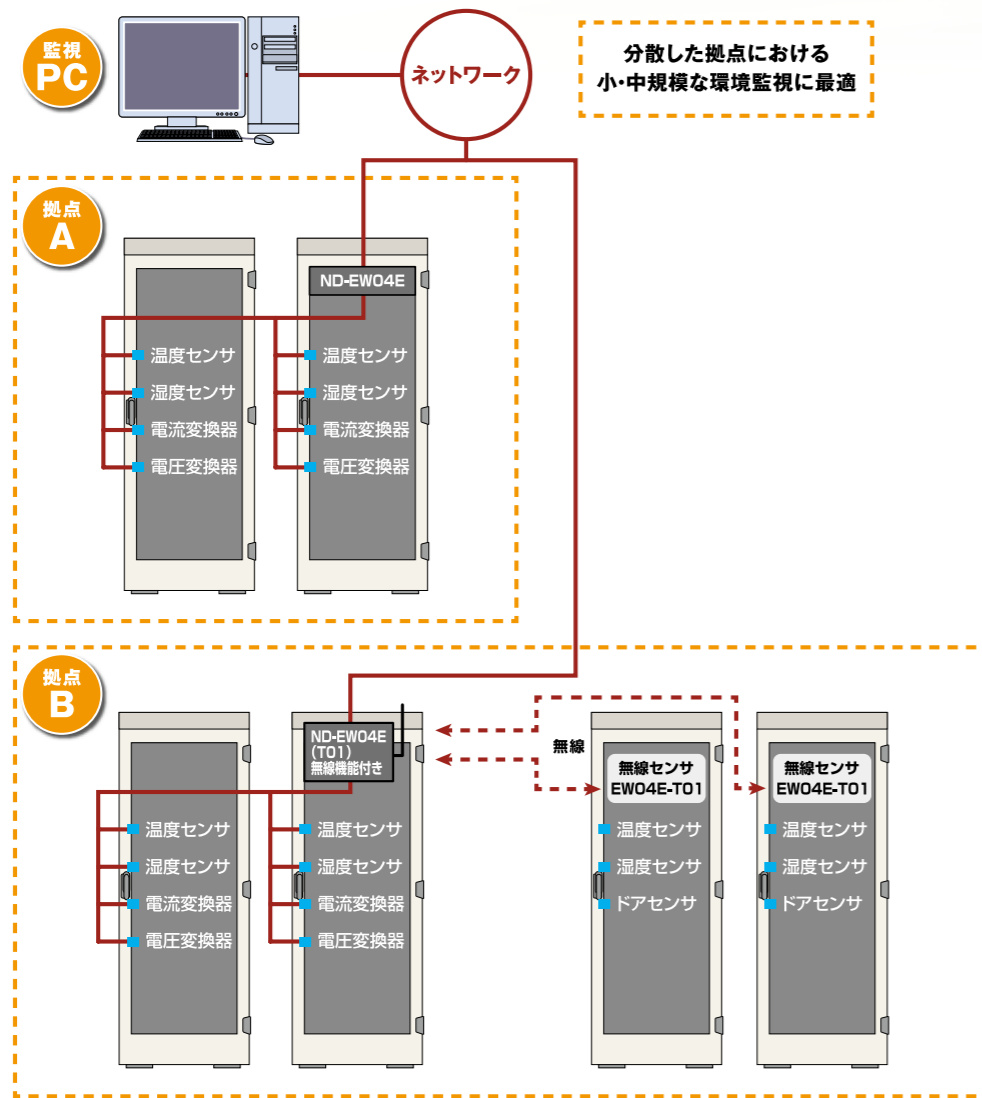 監視
PC
ネットワーク
分散した拠点における
小・中規模な環境監視に最適
拠点
A
ND-EW04E
温度センサ
湿度センサ
電流変換器
電圧変換器
温度センサ
湿度センサ
電流変換器
電圧変換器
拠点
B
ND-EW04E
(T01)
無線機能付き
無線
温度センサ
湿度センサ
電流変換器
電圧変換器
温度センサ
湿度センサ
電流変換器
電圧変換器
無線センサ
EW04E-T01
温度センサ
湿度センサ
ドアセンサ
無線センサ
EW04E-T01
温度センサ
湿度センサ
ドアセンサ